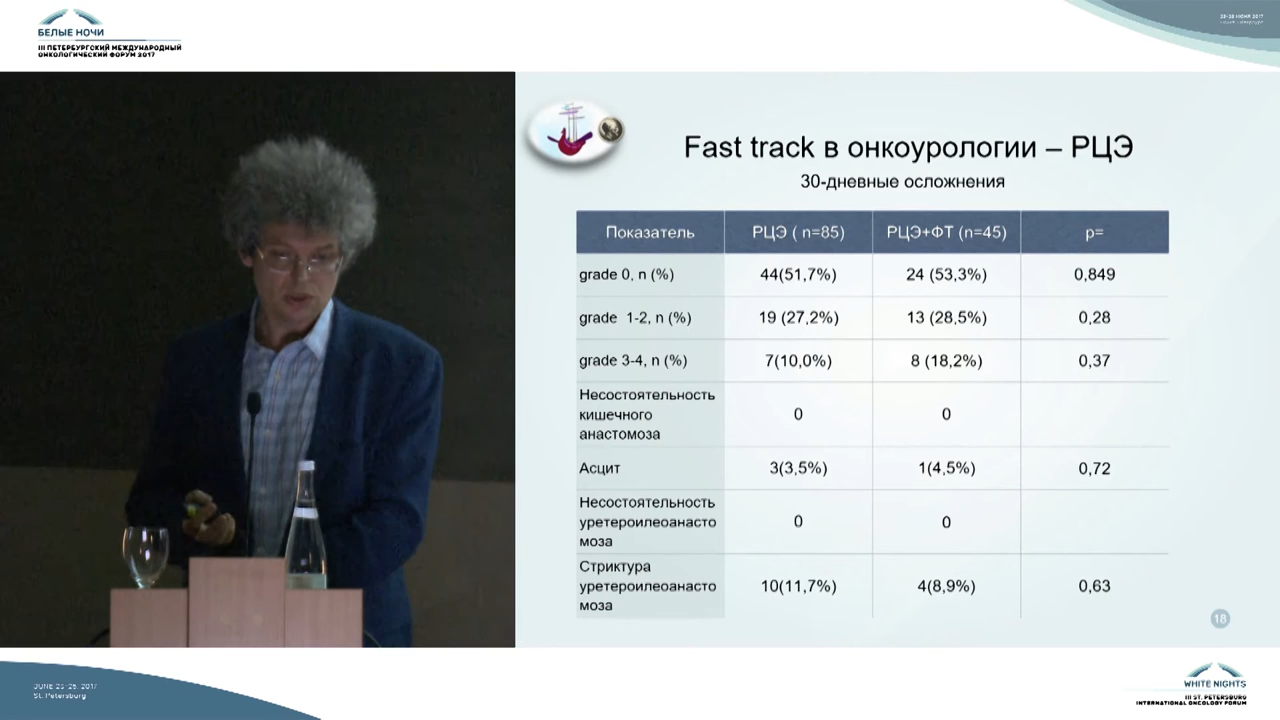 БЕЛЫЕ НОЧИ
III ПЕТЕРБУРГСКИЙ МЕЖДУНАРОДНЫЙ
ОНКОЛОГИЧЕСКИЙ ФОРУМ 2017
Fast track в онкоурологии – РЦЭ
30-дневные осложнения
Показатель РЦЭ ( n=85) РЦЭ+ФТ (n=45) p=
grade 0, n (%) 44(51,7%) 24 (53,3%) 0,849
grade 1-2, n (%) 19 (27,2%) 13 (28,5%) 0,28
grade 3-4, n (%) 7(10,0%) 8 (18,2%) 0,37
Несостоятельность
кишечного
анастомоза
0 0
Асцит 3(3,5%) 1(4,5%) 0,72
Несостоятельность
уретероилеоанасто
моза
0 0
Стриктура
уретероилеоанасто
моза
10(11,7%) 4(8,9%) 0,63
18
St. Petersburg
WHITE NIGHTS
III ST. PETERSBURG
INTERNATIONAL ONCOLOGY FORUM